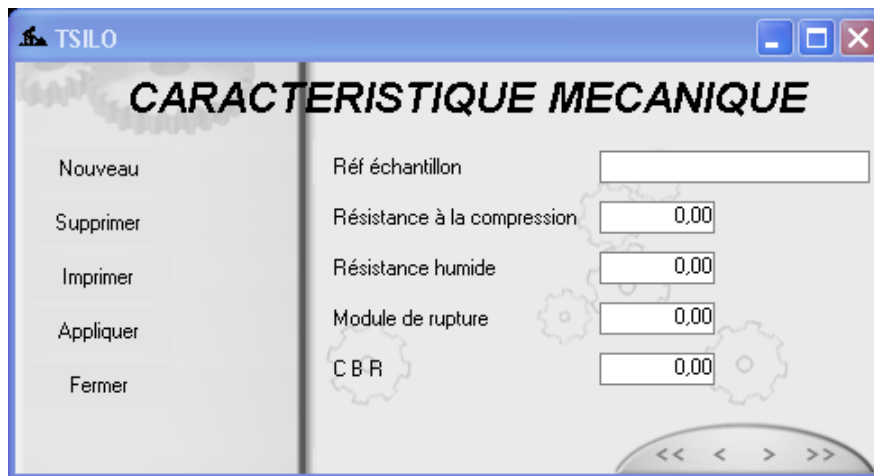 TSILO
CARACTERISTIQUE MECANIQUE
Nouveau
Supprimer
Imprimer
Appliquer
Fermer
Réf échantillon
Résistance à la compression 0,00
Résistance humide 0,00
Module de rupture 0,00
C B R 0,00
<< < > >>